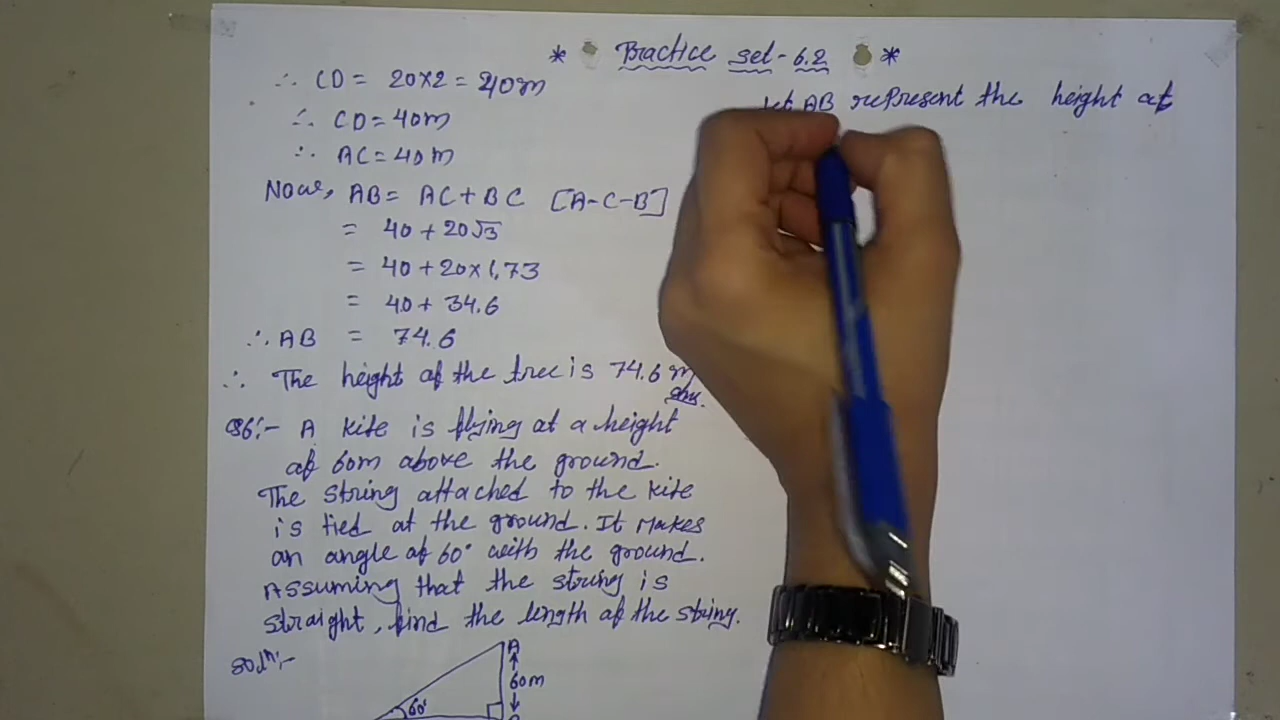 * Practice set-6.2 *
∴ CD = 20×2 = 40m
∴ CD = 40m
∴ AC = 40m
Now, AB = AC + BC [A-C-B]
= 40 + 20√3
= 40 + 20×1.73
= 40 + 34.6
∴ AB = 74.6
∴ The height of the tree is 74.6 m
Ans.
Q6:- A kite is flying at a height
of 60m above the ground.
The string attached to the kite
is tied at the ground. It makes
an angle of 60° with the ground.
Assuming that the string is
straight, find the length of the string.
Solⁿ:-
A
60m
60°
Let AB represent the height at